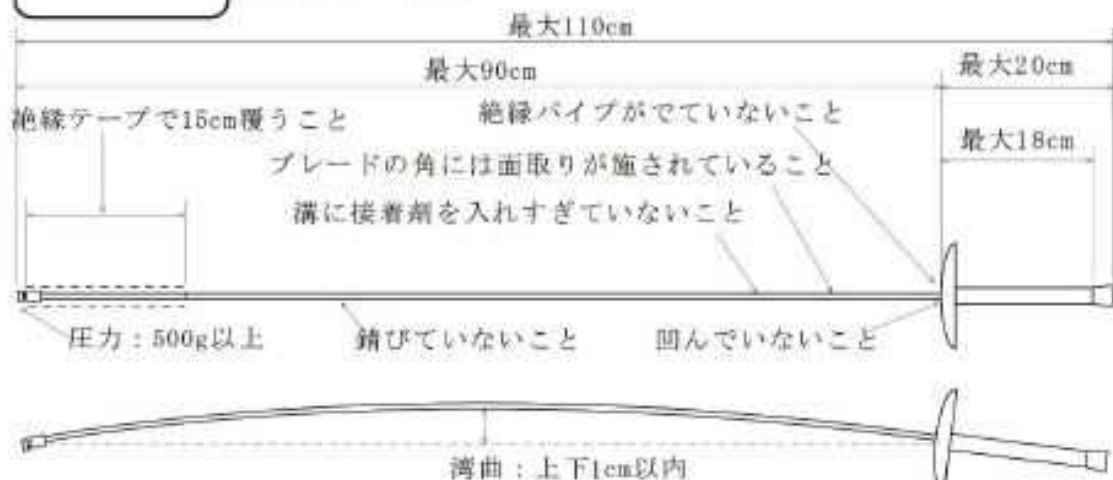 最大110cm
最大90cm
最大20cm
絶縁テープで15cm覆うこと
絶縁パイプがでていないこと
最大18cm
ブレードの角には面取りが施されていること
溝に接着剤を入れすぎていないこと
圧力：500g以上
錆びていないこと
凹んでいないこと
湾曲：上下1cm以内